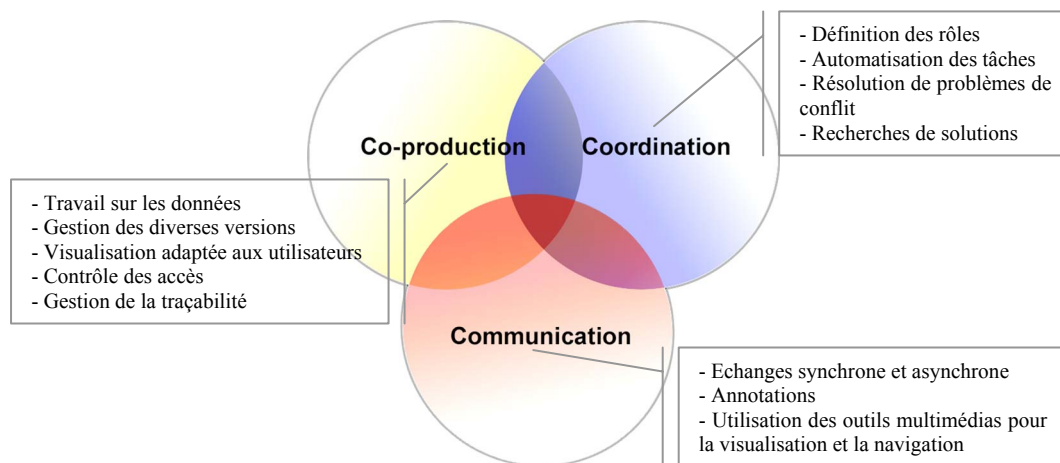 - Définition des rôles
- Automatisation des tâches
- Résolution de problèmes de
conflit
- Recherches de solutions
Co-production
Coordination
- Travail sur les données
- Gestion des diverses versions
- Visualisation adaptée aux utilisateurs
- Contrôle des accès
- Gestion de la traçabilité
Communication
- Echanges synchrone et asynchrone
- Annotations
- Utilisation des outils multimédias pour
la visualisation et la navigation